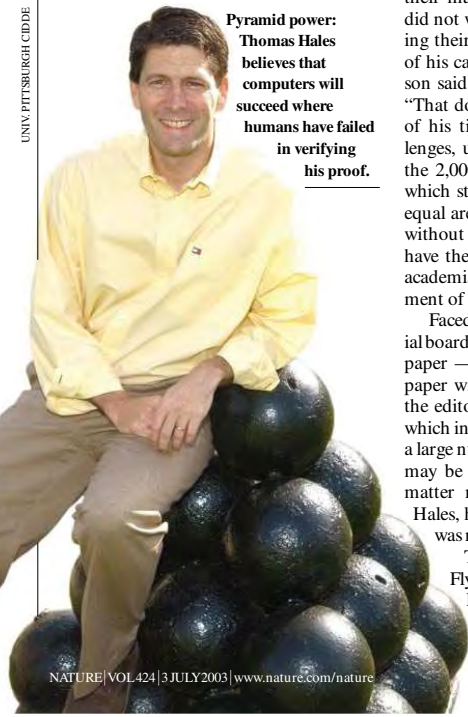 UNIV. PITTSBURGH CIDDE
Pyramid power:
Thomas Hales
believes that
computers will
succeed where
humans have failed
in verifying
his proof.
did not w
ing their
of his ca
son said
“That do
of his ti
lenges, u
the 2,00
which st
equal are
without
have the
academi
ment of
Faced
ial board
paper —
paper w
the edito
which in
a large n
may be
matter r
Hales, h
was r
T
Fly
NATURE | VOL 424 | 3 JULY 2003 | www.nature.com/nature